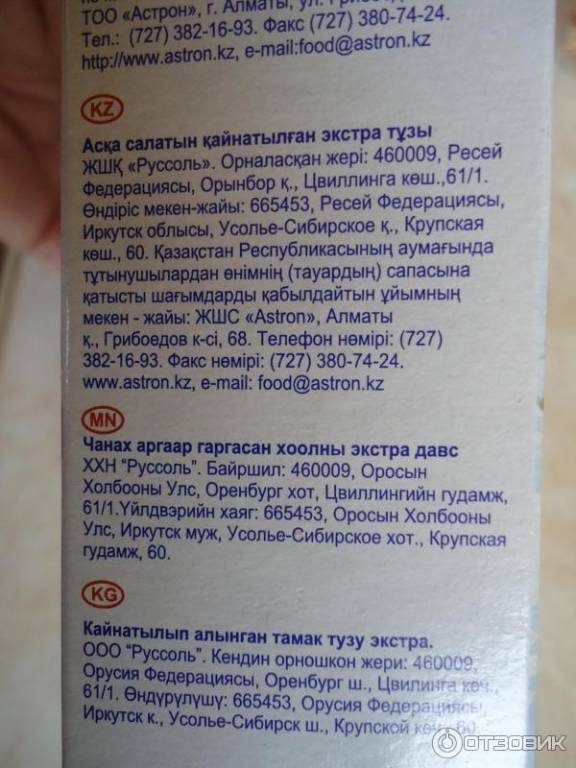 ТОО «Астрон», г. Алматы, ул.
Тел.: (727) 382-16-93. Факс (727) 380-74-24.
http://www.astron.kz, e-mail:food@astron.kz
KZ
Асқа салатын қайнатылған экстра тұзы
ЖШҚ «Руссоль». Орналасқан жері: 460009, Ресей
Федерациясы, Орынбор қ., Цвиллинга көш.,61/1.
Өндіріс мекен-жайы: 665453, Ресей Федерациясы,
Иркутск облысы, Усолье-Сибирское қ., Крупская
көш., 60. Қазақстан Республикасының аумағында
тұтынушылардан өнімнің (тауардың) сапасына
қатысты шағымдарды қабылдайтын ұйымның
мекен - жайы: ЖШС «Astron», Алматы
қ., Грибоедов к-сі, 68. Телефон нөмірі: (727)
382-16-93. Факс нөмірі: (727) 380-74-24.
www.astron.kz, e-mail: food@astron.kz
MN
Чанах аргаар гаргасан хоолны экстра давс
ХХН “Руссоль”. Байршил: 460009, Оросын
Холбооны Улс, Оренбург хот, Цвиллингийн гудамж,
61/1.Үйлдвэрийн хаяг: 665453, Оросын Холбооны
Улс, Иркутск муж, Усолье-Сибирское хот., Крупская
гудамж, 60.
KG
Кайнатылып алынган тамак тузу экстра.
ООО “Руссоль”. Кендин орношкон жери: 460009,
Орусия Федерациясы, Оренбург ш., Цвилинга көч.,
61/1. Өндүрүлүшү: 665453, Орусия Федерациясы,
Иркутск к., Усолье-Сибирск ш., Крупской көч., 60.
ОТЗОВИК